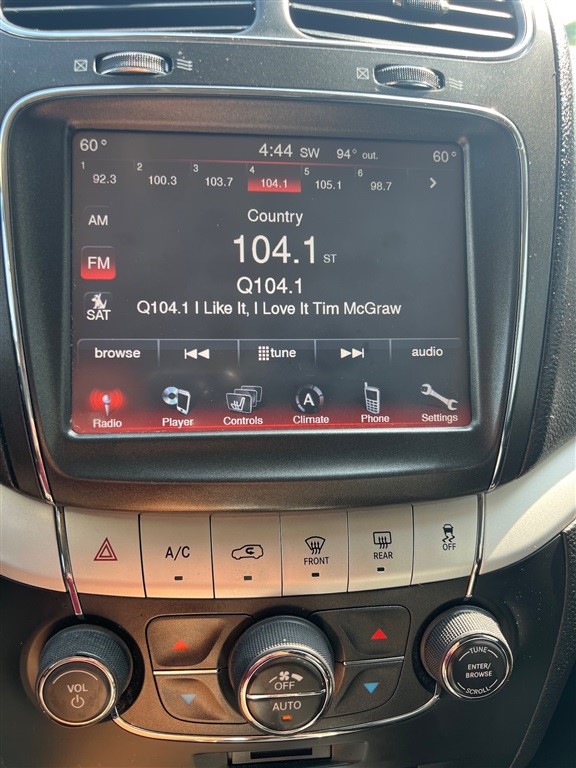 60° 4:44 SW 94° out. 60°
1 92.3 2 100.3 3 103.7 4 104.1 5 105.1 6 98.7
AM
Country
FM
104.1 ST
Q104.1
SAT
Q104.1 I Like It, I Love It Tim McGraw
browse tune audio
Radio Player Controls A Climate Phone Settings
A/C FRONT REAR OFF
VOL
OFF
AUTO
TUNE
ENTER/
BROWSE
SCROLL